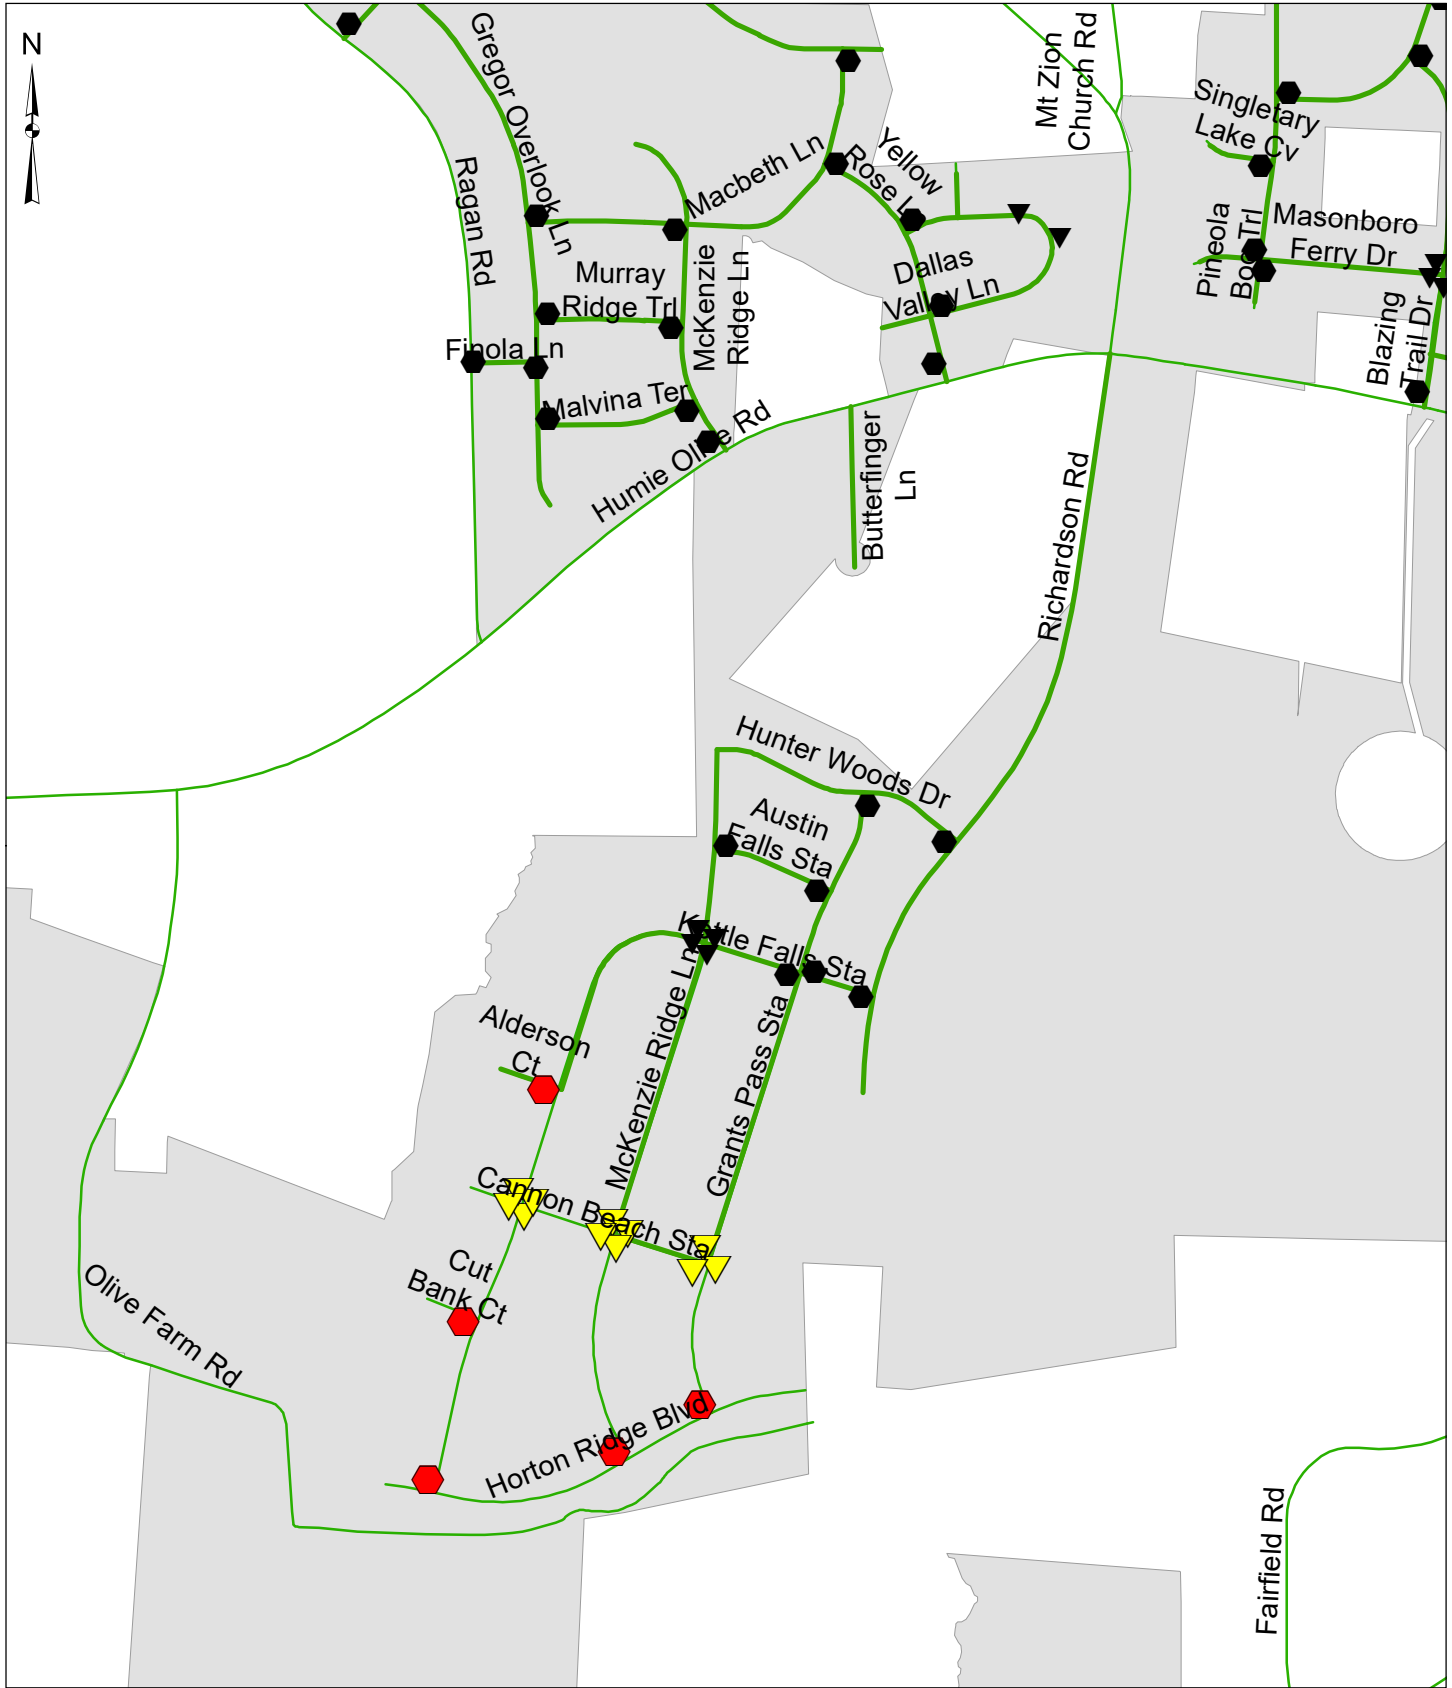 N
Gregor Overlook Ln
Ragan Rd
Mt Zion
Church Rd
Singletary
Lake Cv
Macbeth Ln
Yellow
Rose Ln
Masonboro
Ferry Dr
Pineola
Bog Trl
Murray
Ridge Trl
McKenzie
Ridge Ln
Dallas
Valley Ln
Blazing
Trail Dr
Finola Ln
Malvina Ter
Humie Olive Rd
Butterfinger
Ln
Richardson Rd
Hunter Woods Dr
Austin
Falls Sta
Kettle Falls Sta
Alderson
Ct
McKenzie Ridge Ln
Grants Pass Sta
Cannon Beach Sta
Cut
Bank Ct
Olive Farm Rd
Horton Ridge Blvd
Fairfield Rd